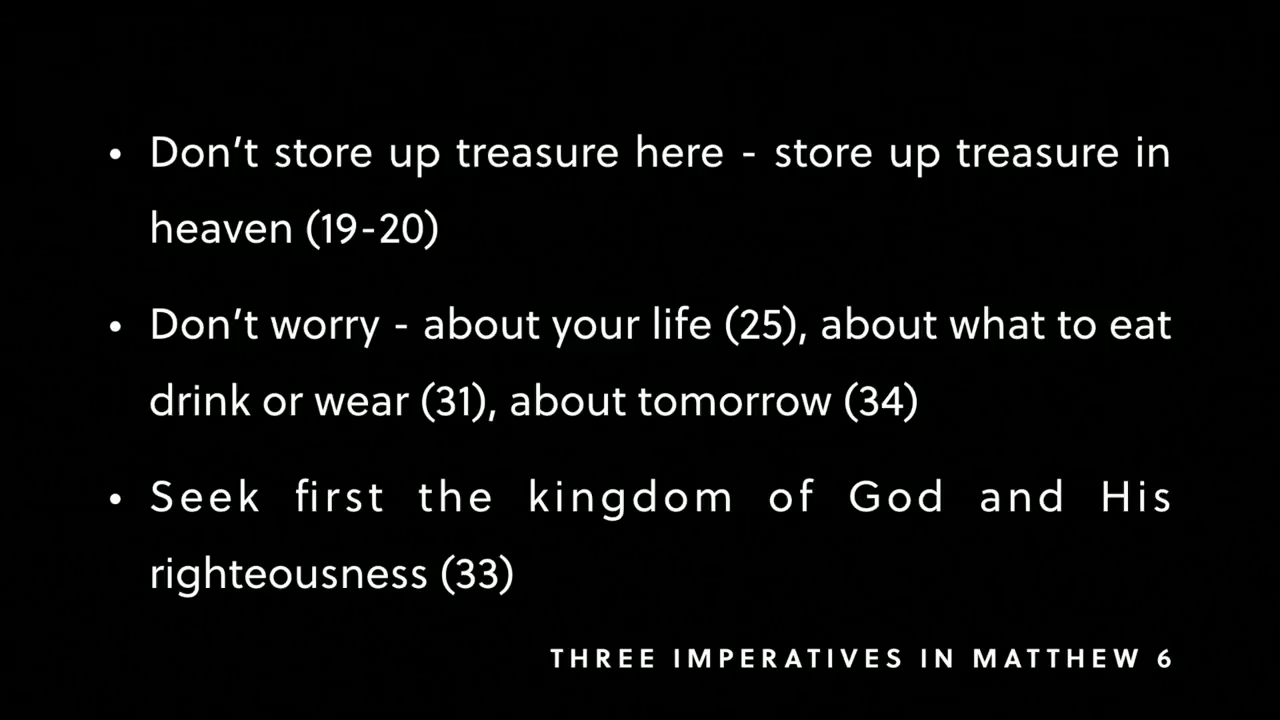 • Don’t store up treasure here - store up treasure in
heaven (19-20)
• Don’t worry - about your life (25), about what to eat
drink or wear (31), about tomorrow (34)
• Seek first the kingdom of God and His
righteousness (33)
THREE IMPERATIVES IN MATTHEW 6